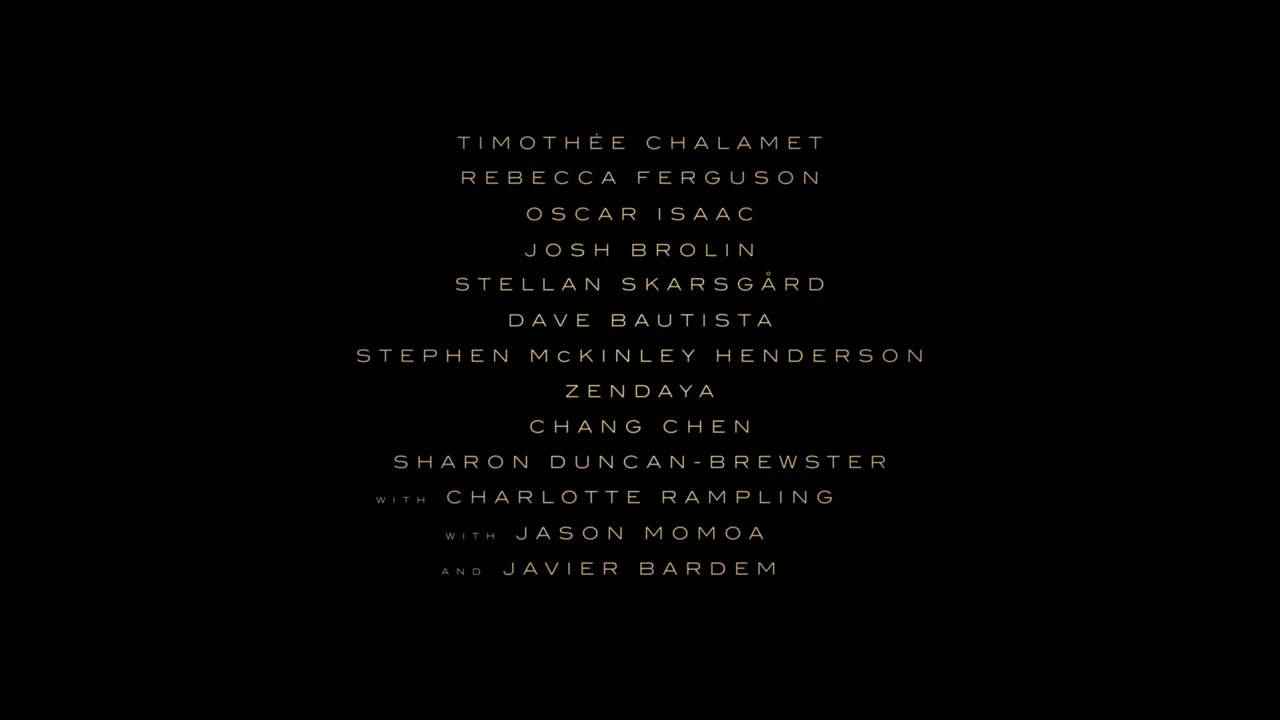 TIMOTHÉE CHALAMET
REBECCA FERGUSON
OSCAR ISAAC
JOSH BROLIN
STELLAN SKARSGÅRD
DAVE BAUTISTA
STEPHEN McKINLEY HENDERSON
ZENDAYA
CHANG CHEN
SHARON DUNCAN-BREWSTER
WITH CHARLOTTE RAMPLING
WITH JASON MOMOA
AND JAVIER BARDEM